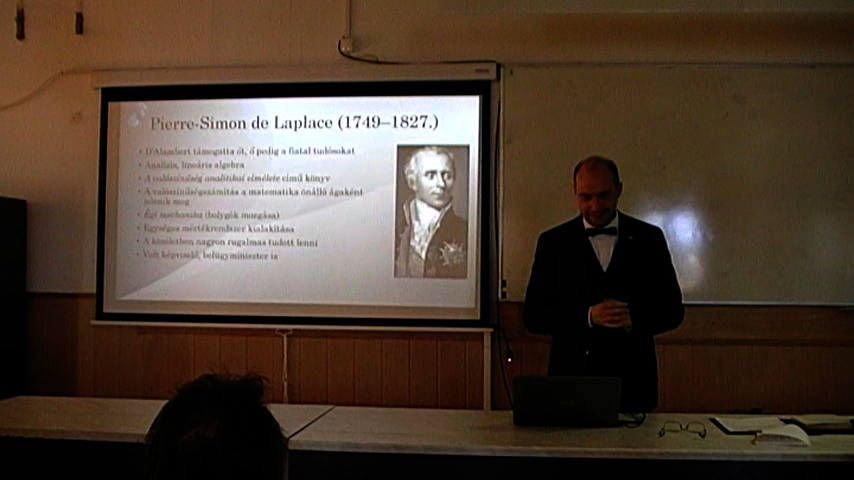 Pierre-Simon de Laplace (1749–1827.)
D'Alambert támogatta őt, ő pedig a fiatal tudósokat
Analízis, lineáris algebra
A valószínűség analitikai elmélete című könyv
A valószínűségszámítás a matematika önálló ágaként
jelenik meg
Égi mechanika (bolygók mozgása)
Egységes mértékrendszer kialakítása
A közéletben nagyon rugalmas tudott lenni
Volt képviselő, belügyminiszter is